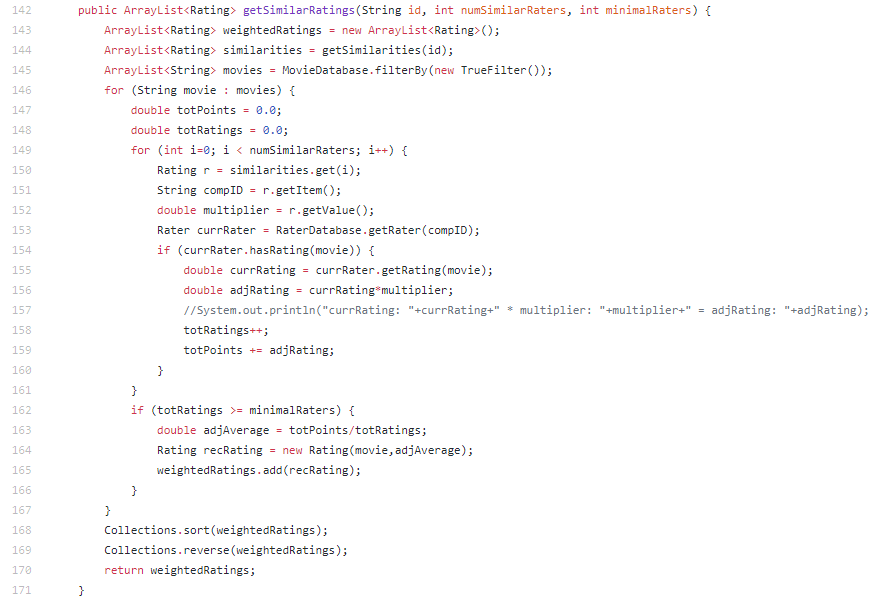 142 public ArrayList<Rating> getSimilarRatings(String id, int numSimilarRaters, int minimalRaters) {
143 ArrayList<Rating> weightedRatings = new ArrayList<Rating>();
144 ArrayList<Rating> similarities = getSimilarities(id);
145 ArrayList<String> movies = MovieDatabase.filterBy(new TrueFilter());
146 for (String movie : movies) {
147 double totPoints = 0.0;
148 double totRatings = 0.0;
149 for (int i=0; i < numSimilarRaters; i++) {
150 Rating r = similarities.get(i);
151 String compID = r.getItem();
152 double multiplier = r.getValue();
153 Rater currRater = RaterDatabase.getRater(compID);
154 if (currRater.hasRating(movie)) {
155 double currRating = currRater.getRating(movie);
156 double adjRating = currRating*multiplier;
157 //System.out.println("currRating: "+currRating+" * multiplier: "+multiplier+" = adjRating: "+adjRating);
158 totRatings++;
159 totPoints += adjRating;
160 }
161 }
162 if (totRatings >= minimalRaters) {
163 double adjAverage = totPoints/totRatings;
164 Rating recRating = new Rating(movie,adjAverage);
165 weightedRatings.add(recRating);
166 }
167 }
168 Collections.sort(weightedRatings);
169 Collections.reverse(weightedRatings);
170 return weightedRatings;
171 }